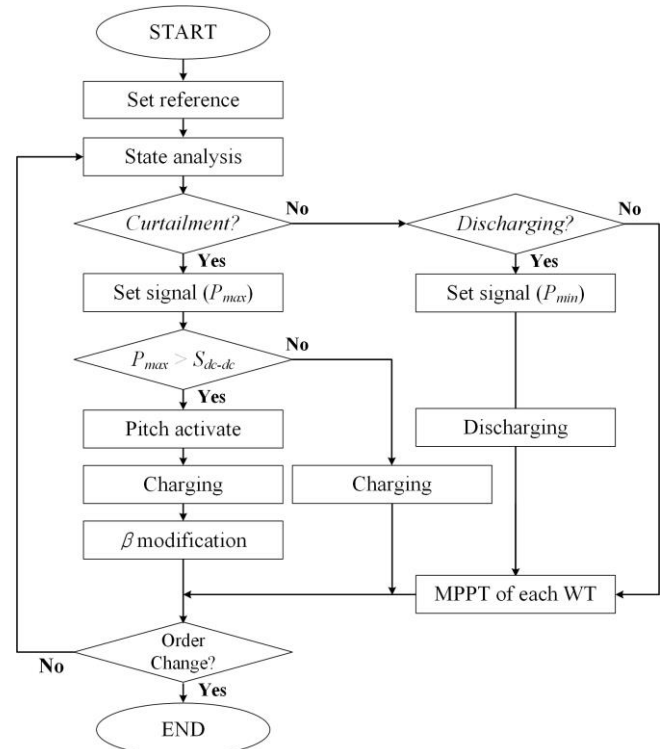 START
Set reference
State analysis
Curtailment?
No
Discharging?
No
Yes
Yes
Set signal (Pmax)
Set signal (Pmin)
Pmax > Sdc-dc
No
Yes
Pitch activate
Discharging
Charging
Charging
β modification
MPPT of each WT
Order
Change?
No
Yes
END